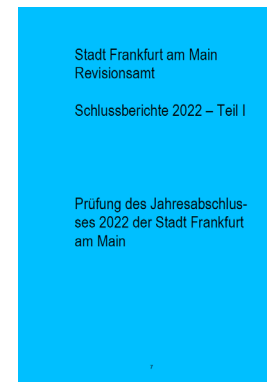 Stadt Frankfurt am Main
Revisionsamt
Schlussberichte 2022 – Teil I
Prüfung des Jahresabschlus-
ses 2022 der Stadt Frankfurt
am Main